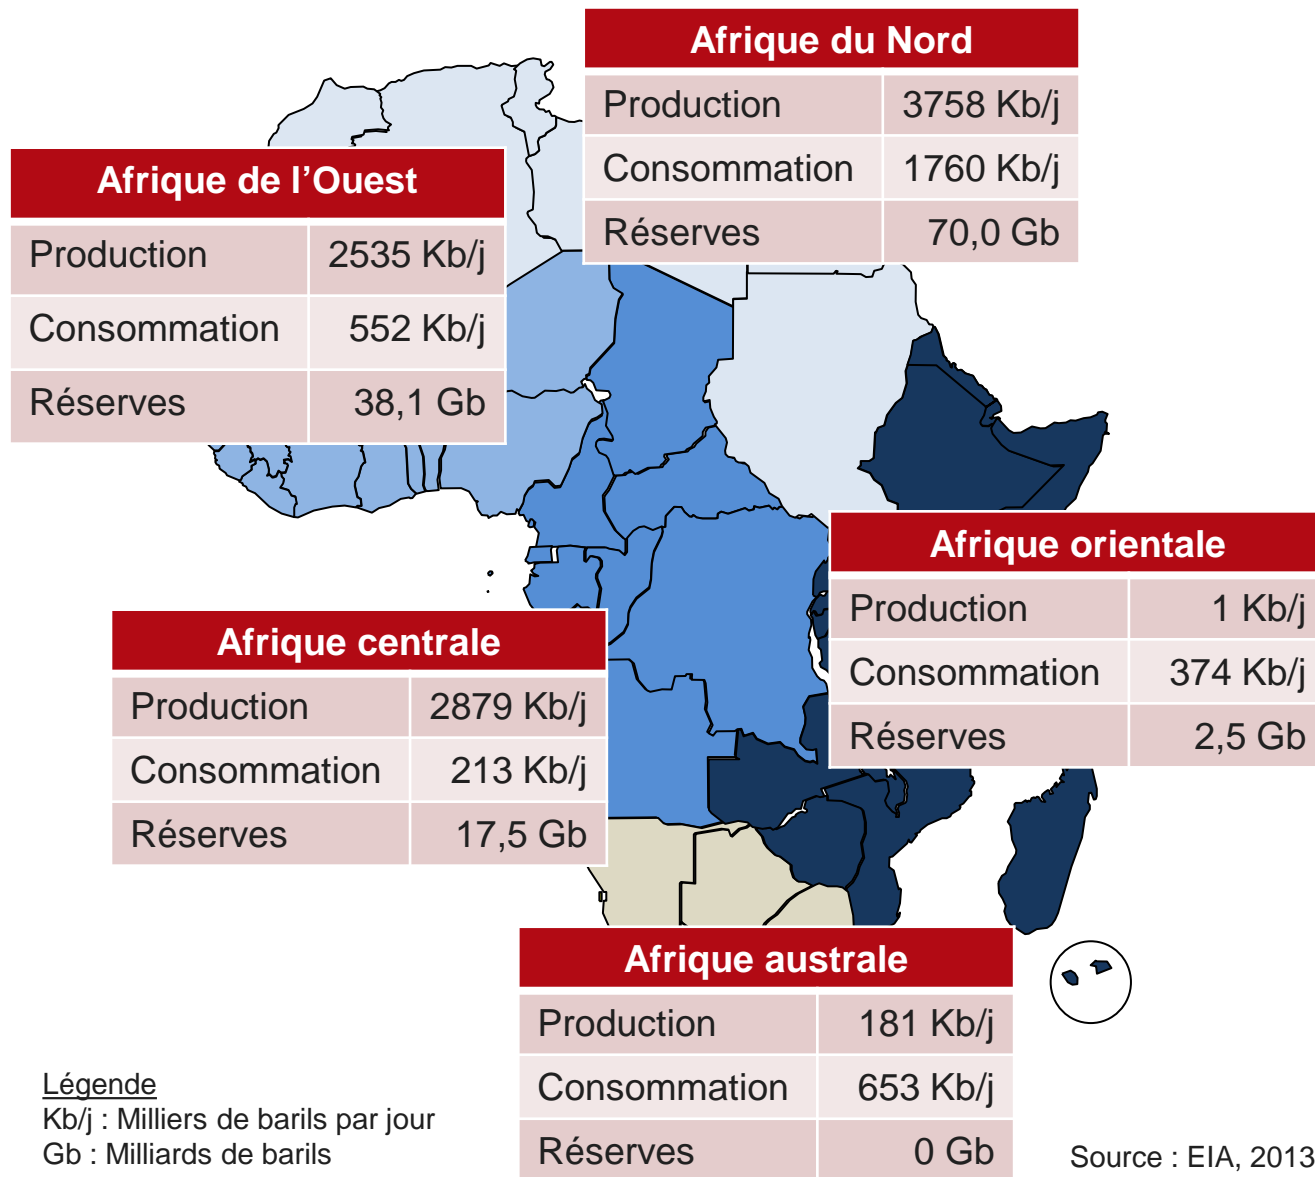 Afrique du Nord
Production 3758 Kb/j
Consommation 1760 Kb/j
Réserves 70,0 Gb
Afrique de l’Ouest
Production 2535 Kb/j
Consommation 552 Kb/j
Réserves 38,1 Gb
Afrique orientale
Production 1 Kb/j
Consommation 374 Kb/j
Réserves 2,5 Gb
Afrique centrale
Production 2879 Kb/j
Consommation 213 Kb/j
Réserves 17,5 Gb
Afrique australe
Production 181 Kb/j
Consommation 653 Kb/j
Réserves 0 Gb
Légende
Kb/j : Milliers de barils par jour
Gb : Milliards de barils
Source : EIA, 2013